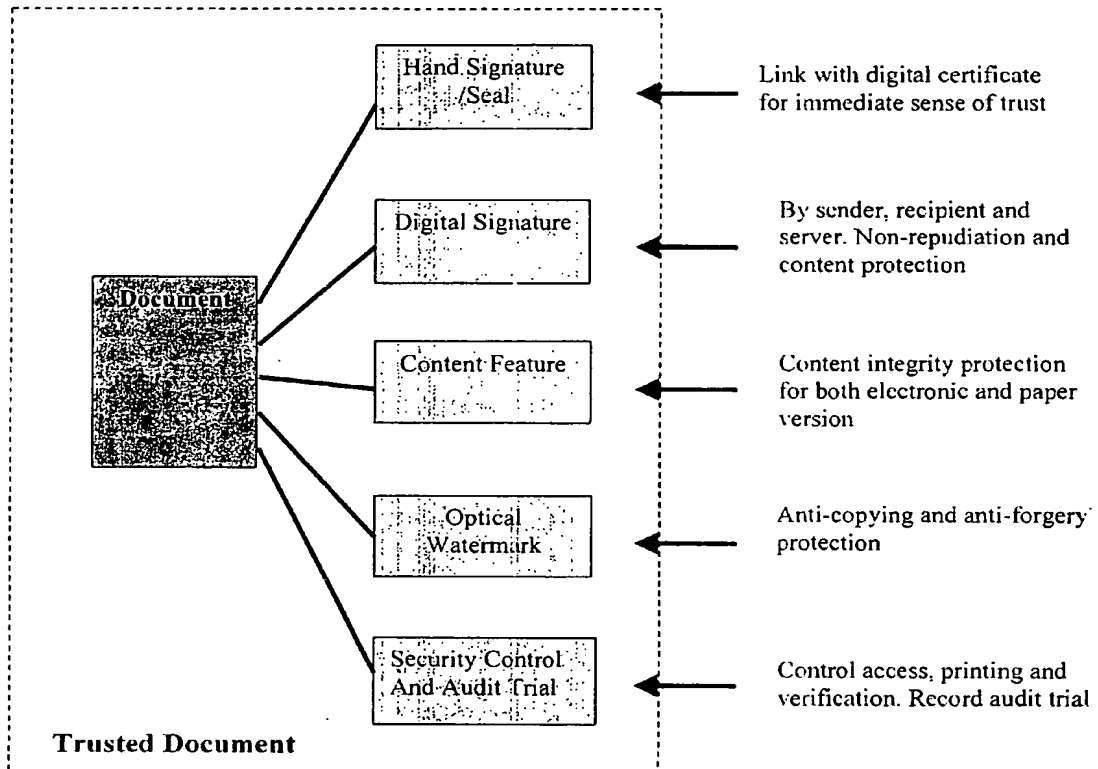 Hand Signature
/Seal
Link with digital certificate
for immediate sense of trust
Digital Signature
By sender, recipient and
server. Non-repudiation and
content protection
Document
Content Feature
Content integrity protection
for both electronic and paper
version
Optical
Watermark
Anti-copying and anti-forgery
protection
Security Control
And Audit Trial
Control access, printing and
verification. Record audit trial
Trusted Document